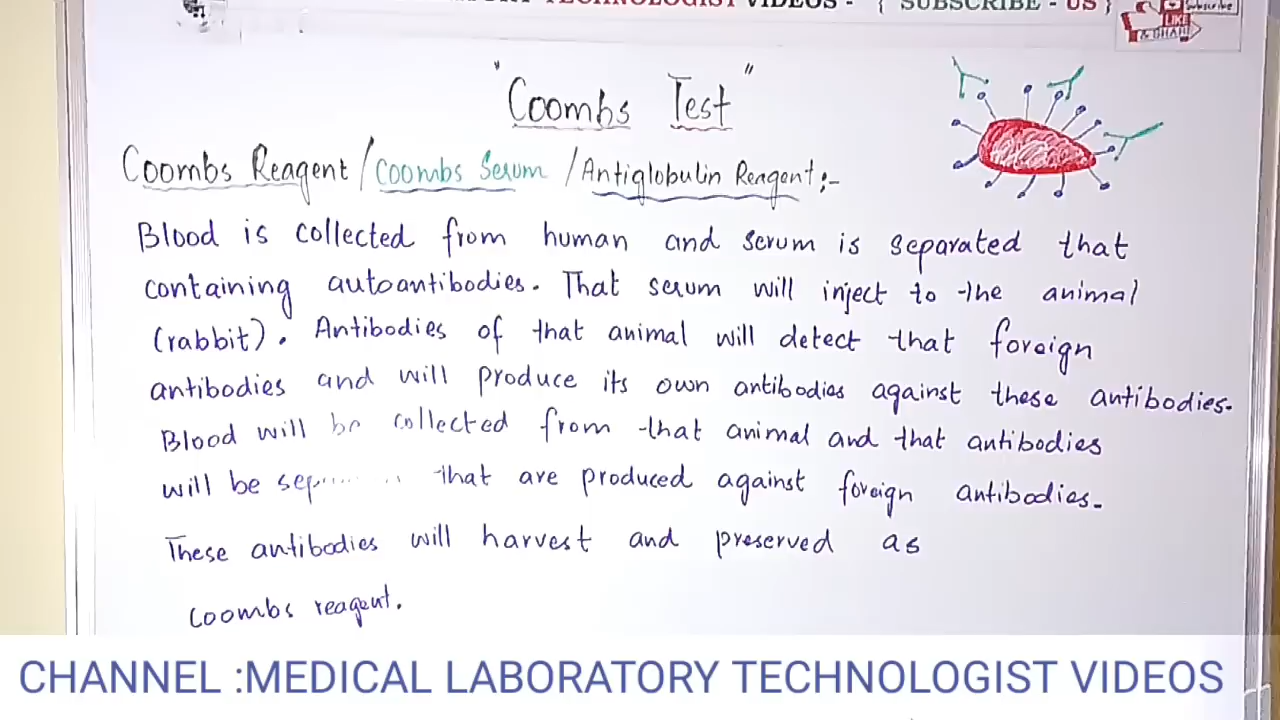 TECHNOLOGIST VIDEOS - { SUBSCRIBE - US }
Subscribe
LIKE
& SHARE
"Coombs Test"
Coombs Reagent / Coombs Serum / Antiglobulin Reagent :-
Blood is collected from human and serum is separated that
containing autoantibodies. That serum will inject to the animal
(rabbit). Antibodies of that animal will detect that foreign
antibodies and will produce its own antibodies against these antibodies.
Blood will be collected from that animal and that antibodies
will be that are produced against foreign antibodies.
These antibodies will harvest and preserved as
Coombs reagent.
CHANNEL :MEDICAL LABORATORY TECHNOLOGIST VIDEOS